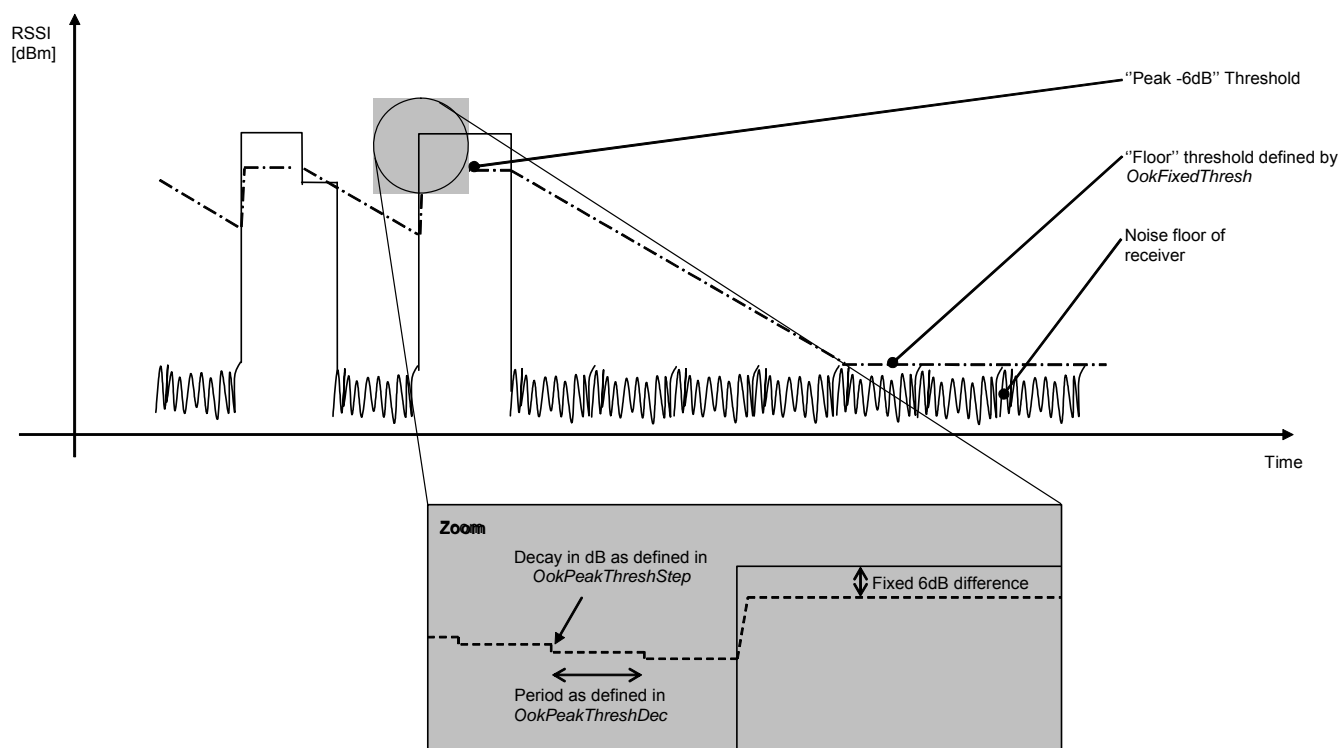 RSSI
[dBm]
‘’Peak -6dB’’ Threshold
‘’Floor’’ threshold defined by
OokFixedThresh
Noise floor of
receiver
Time
Zoom
Decay in dB as defined in
OokPeakThreshStep
Fixed 6dB difference
Period as defined in
OokPeakThreshDec